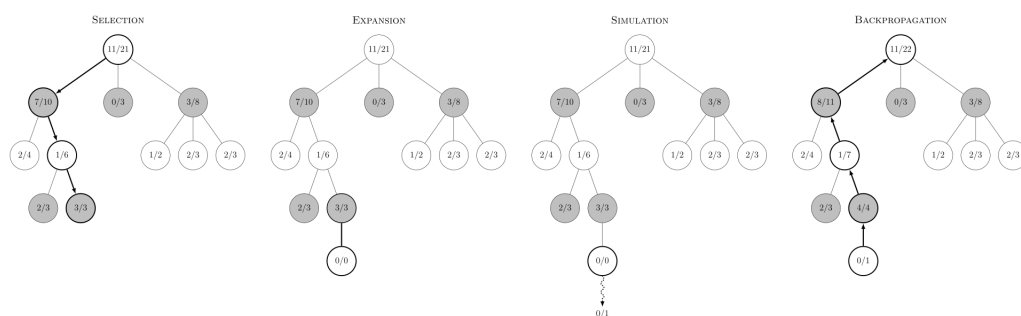 SELECTION
11/21
7/10 0/3 3/8
2/4 1/6 1/2 2/3 2/3
2/3 3/3
EXPANSION
11/21
7/10 0/3 3/8
2/4 1/6 1/2 2/3 2/3
2/3 3/3
0/0
SIMULATION
11/21
7/10 0/3 3/8
2/4 1/6 1/2 2/3 2/3
2/3 3/3
0/0
0/1
BACKPROPAGATION
11/22
8/11 0/3 3/8
2/4 1/7 1/2 2/3 2/3
2/3 4/4
0/1